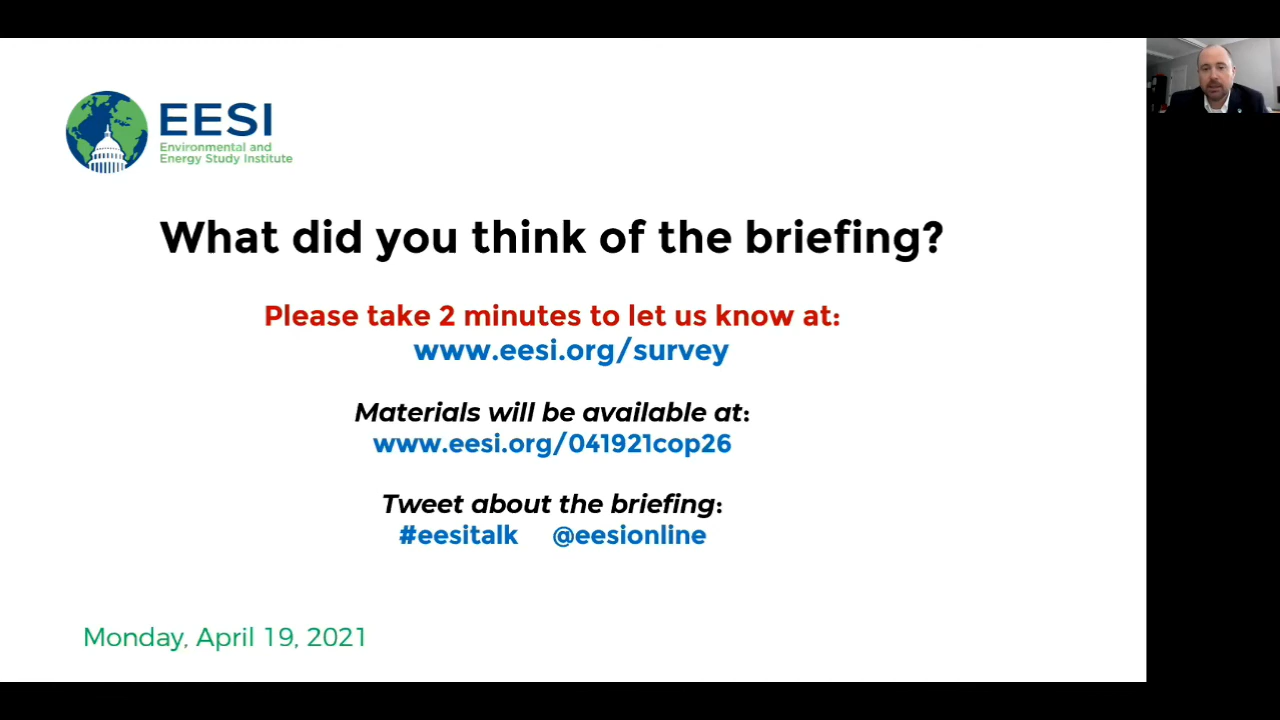 EESI
Environmental and
Energy Study Institute
What did you think of the briefing?
Please take 2 minutes to let us know at:
www.eesi.org/survey
Materials will be available at:
www.eesi.org/041921cop26
Tweet about the briefing:
#eesitalk @eesionline
Monday, April 19, 2021